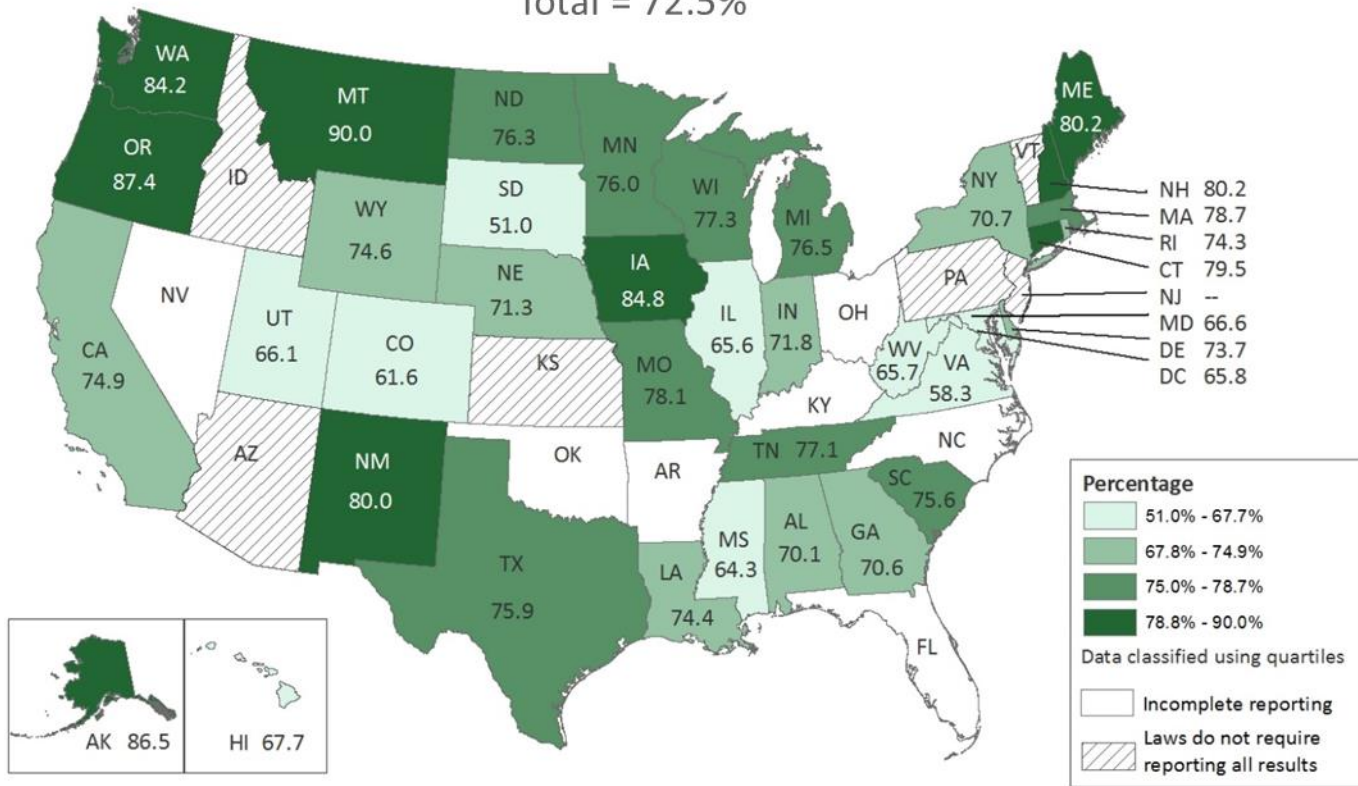 Total = 72.5%
WA
84.2
MT
90.0
ND
76.3
MN
76.0
OR
87.4
ID
SD
51.0
WI
77.3
MI
76.5
WY
74.6
IA
84.8
NE
71.3
NV
UT
66.1
CO
61.6
CA
74.9
KS
MO
78.1
IL
65.6
IN
71.8
OH
KY
WV
65.7
VA
58.3
PA
NY
70.7
VT
ME
80.2
NH 80.2
MA 78.7
RI 74.3
CT 79.5
NJ --
MD 66.6
DE 73.7
DC 65.8
AZ
NM
80.0
OK
AR
TN 77.1
NC
SC
75.6
TX
75.9
LA
74.4
MS
64.3
AL
70.1
GA
70.6
FL
AK 86.5
HI 67.7
Percentage
51.0% - 67.7%
67.8% - 74.9%
75.0% - 78.7%
78.8% - 90.0%
Data classified using quartiles
Incomplete reporting
Laws do not require
reporting all results